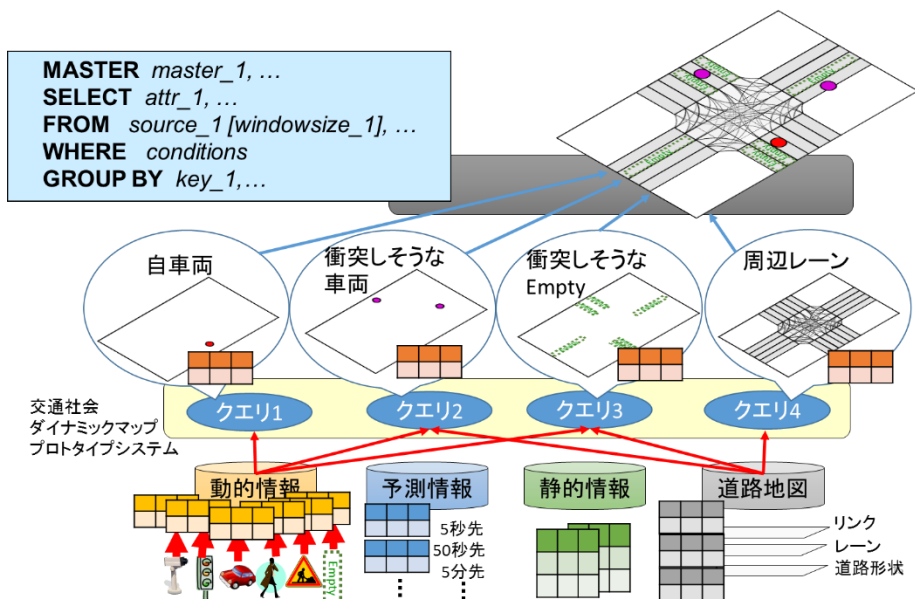 MASTER master_1, …
SELECT attr_1, …
FROM source_1 [windowsize_1], …
WHERE conditions
GROUP BY key_1,…
自車両
衝突しそうな
車両
衝突しそうな
Empty
周辺レーン
交通社会
ダイナミックマップ
プロトタイプシステム
クエリ1
クエリ2
クエリ3
クエリ4
動的情報
予測情報
静的情報
道路地図
5秒先
50秒先
5分先
リンク
レーン
道路形状
Empty